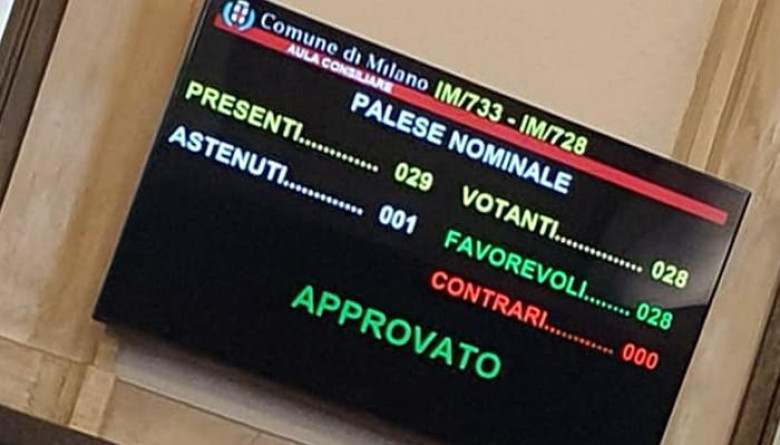 Comune di Milano
AULA CONSILIARE
IM/733 - IM/728
PALESE NOMINALE
PRESENTI............ 029
VOTANTI............. 028
ASTENUTI............ 001
FAVOREVOLI....... 028
CONTRARI........... 000
APPROVATO